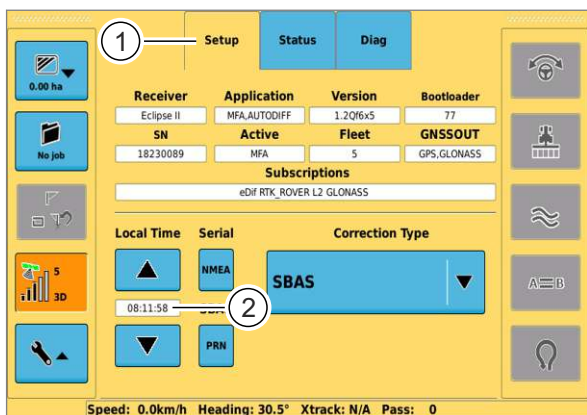 1
Setup Status Diag
0.00 ha
Receiver Application Version Bootloader
Eclipse II MFA,AUTODIFF 1.2Qf6x5 77
SN Active Fleet GNSSOUT
No job
18230089 MFA 5 GPS,GLONASS
Subscriptions
eDif RTK_ROVER L2 GLONASS
Local Time Serial Correction Type
NMEA
SBAS
5
3D
A B
08:11:58
2
PRN
Speed: 0.0km/h Heading: 30.5° Xtrack: N/A Pass: 0